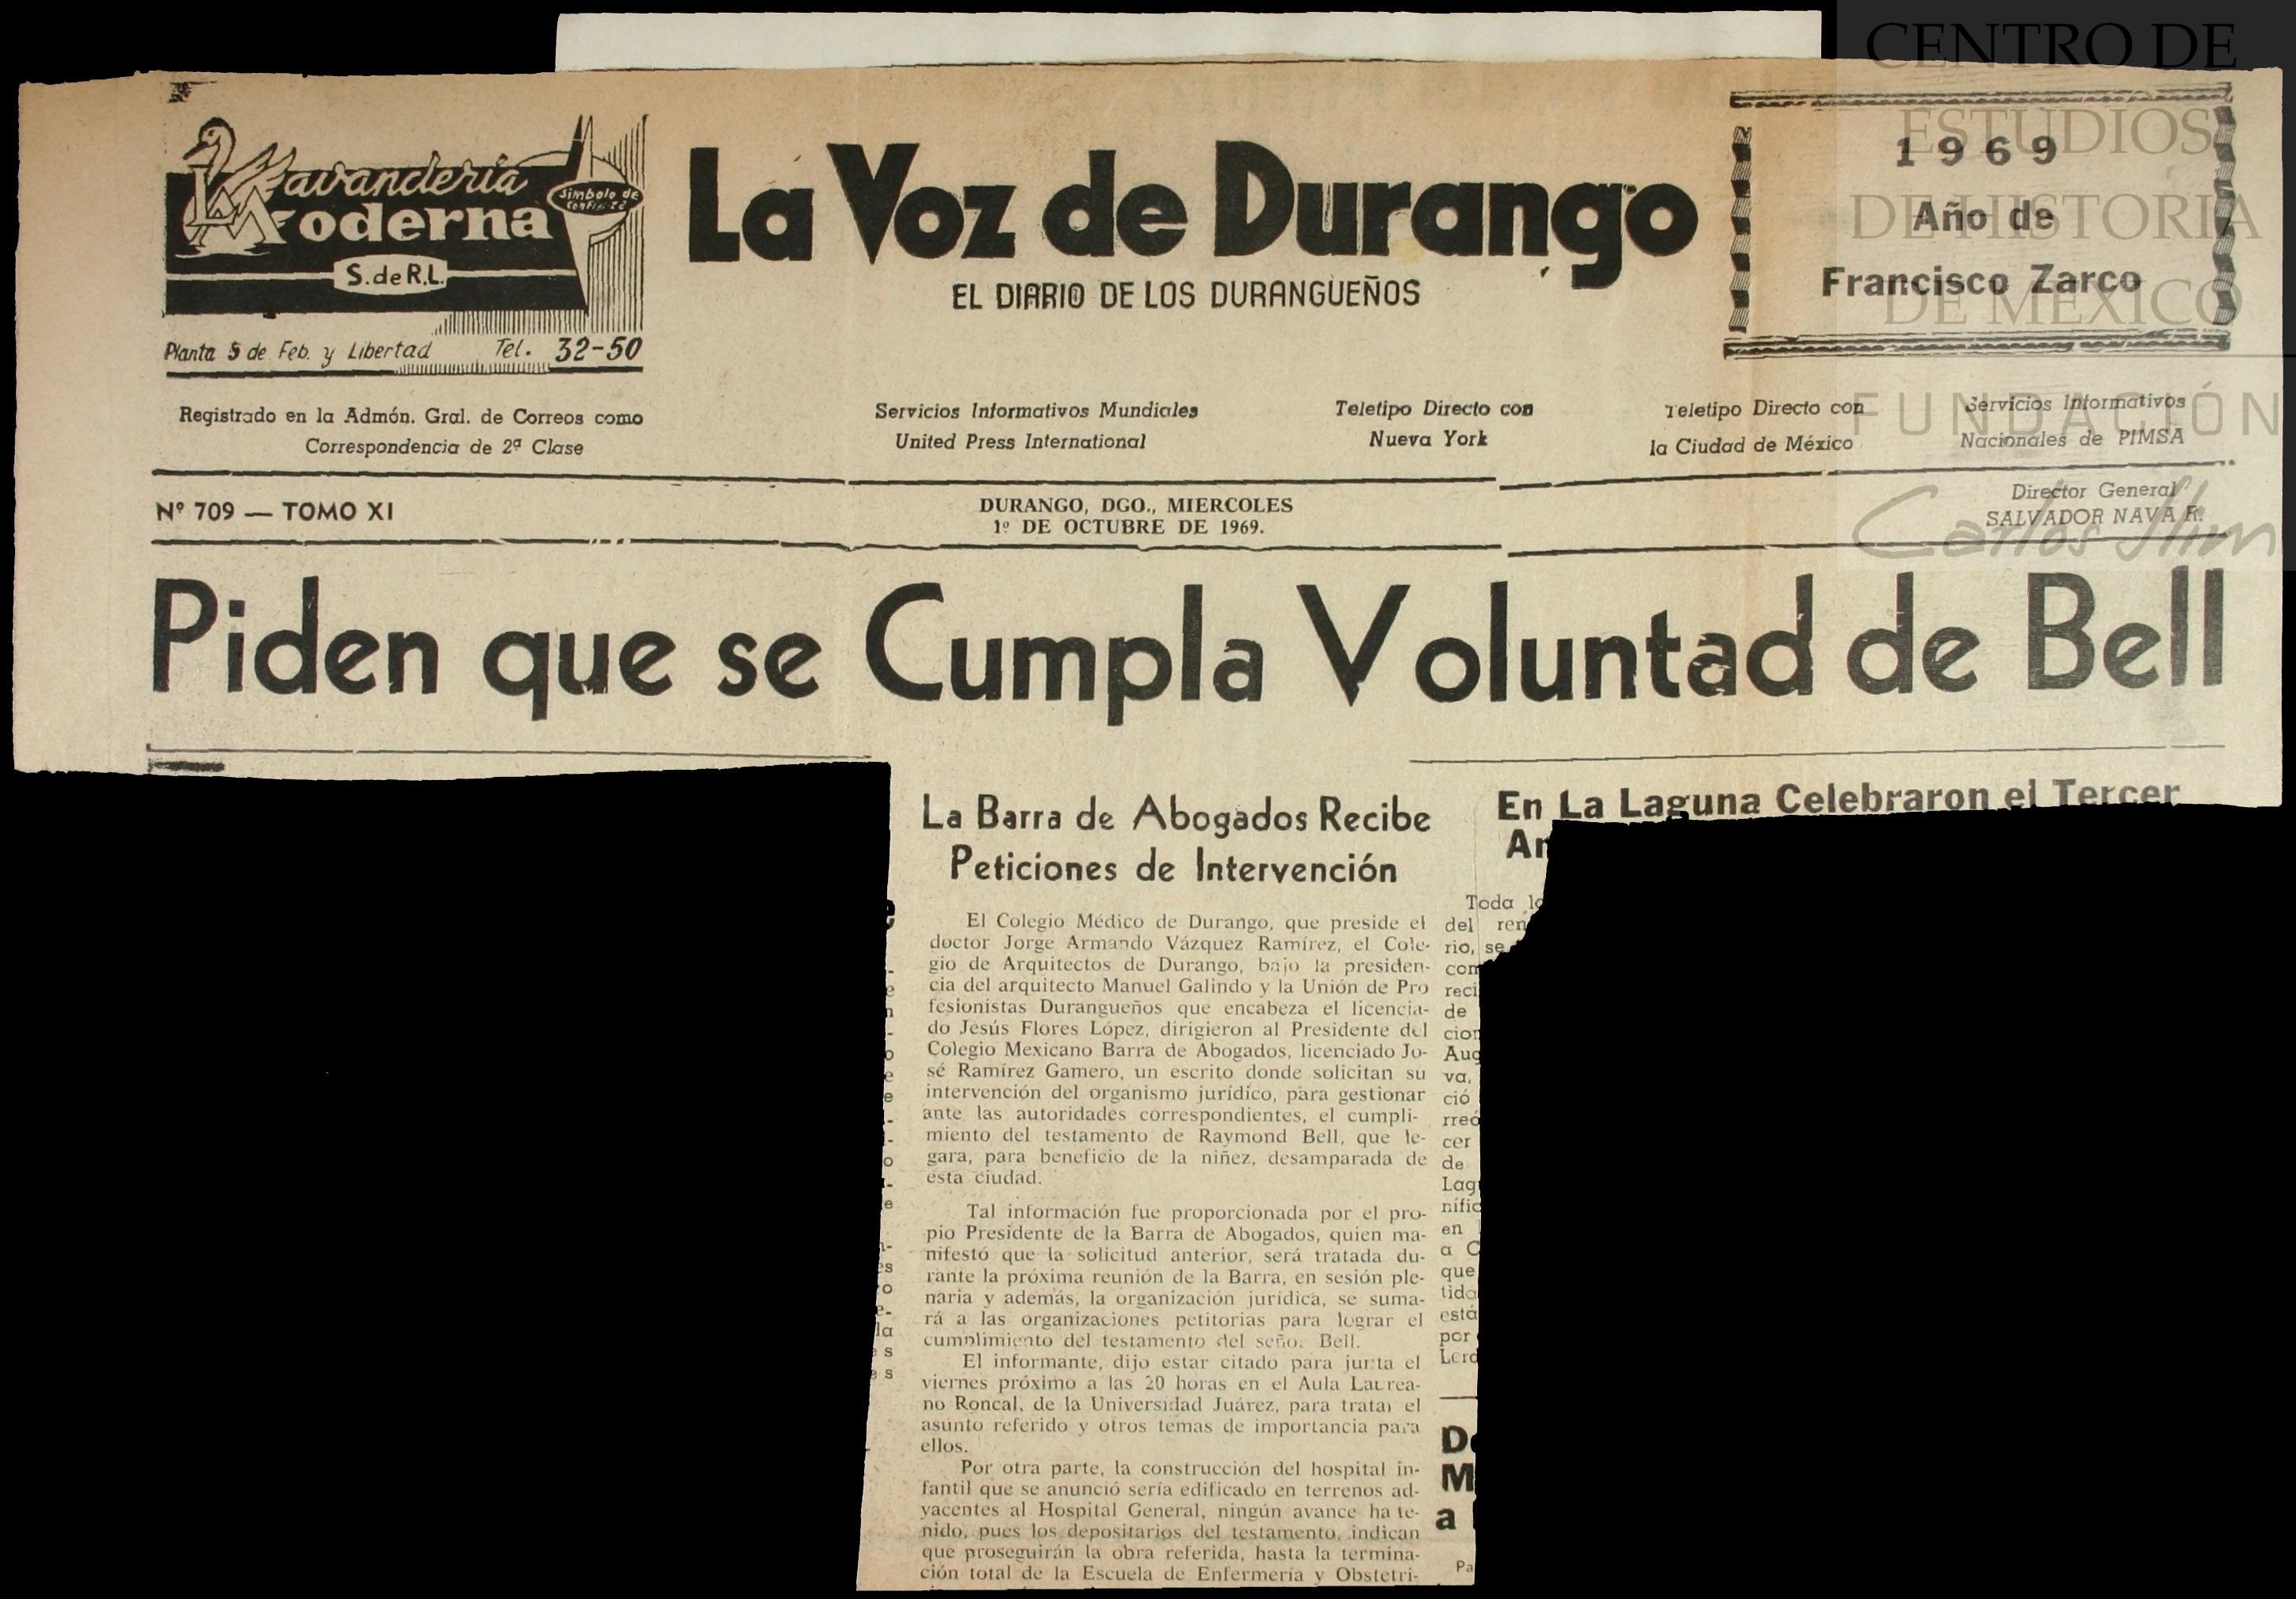 Lavandería
Moderna
Símbolo de
S. de R.L.
Planta 5 de Feb. y Libertad Tel. 32-50
La Voz de Durango
EL DIARIO DE LOS DURANGUEÑOS
1969
Año de
Francisco Zarco
CENTRO DE
ESTUDIOS
DE HISTORIA
DE MÉXICO
FUNDACIÓN
Carlos Slim
Registrado en la Admón. Gral. de Correos como
Correspondencia de 2ª Clase
Servicios Informativos Mundiales
United Press International
Teletipo Directo con
Nueva York
Teletipo Directo con
la Ciudad de México
Servicios Informativos
Nacionales de PIMSA
Nº 709 — TOMO XI
DURANGO, DGO., MIERCOLES
1º DE OCTUBRE DE 1969.
Director General
SALVADOR NAVA R.
Piden que se Cumpla Voluntad de Bell
La Barra de Abogados Recibe
Peticiones de Intervención
El Colegio Médico de Durango, que preside el
doctor Jorge Armando Vázquez Ramírez, el Cole-
gio de Arquitectos de Durango, bajo la presiden-
cia del arquitecto Manuel Galindo y la Unión de Pro
fesionistas Durangueños que encabeza el licencia-
do Jesús Flores López, dirigieron al Presidente del
Colegio Mexicano Barra de Abogados, licenciado Jo-
sé Ramírez Gamero, un escrito donde solicitan su
intervención del organismo jurídico, para gestionar
ante las autoridades correspondientes, el cumpli-
miento del testamento de Raymond Bell, que le-
gara, para beneficio de la niñez, desamparada de
esta ciudad.
Tal información fue proporcionada por el pro-
pio Presidente de la Barra de Abogados, quien ma-
nifestó que la solicitud anterior, será tratada du-
rante la próxima reunión de la Barra, en sesión ple-
naria y además, la organización jurídica, se suma-
rá a las organizaciones petitorias para lograr el
cumplimiento del testamento del señor Bell.
El informante, dijo estar citado para junta el
viernes próximo a las 20 horas en el Aula Laurea-
no Roncal, de la Universidad Juárez, para tratar el
asunto referido y otros temas de importancia para
ellos.
Por otra parte, la construcción del hospital in-
fantil que se anunció sería edificado en terrenos ad-
yacentes al Hospital General, ningún avance ha te-
nido, pues los depositarios del testamento, indican
que proseguirán la obra referida, hasta la termina-
ción total de la Escuela de Enfermería y Obstetri-
En La Laguna Celebraron el Tercer
Toda
del
rio, se
de
va,
ció
cer
de
en
a
que
por
a